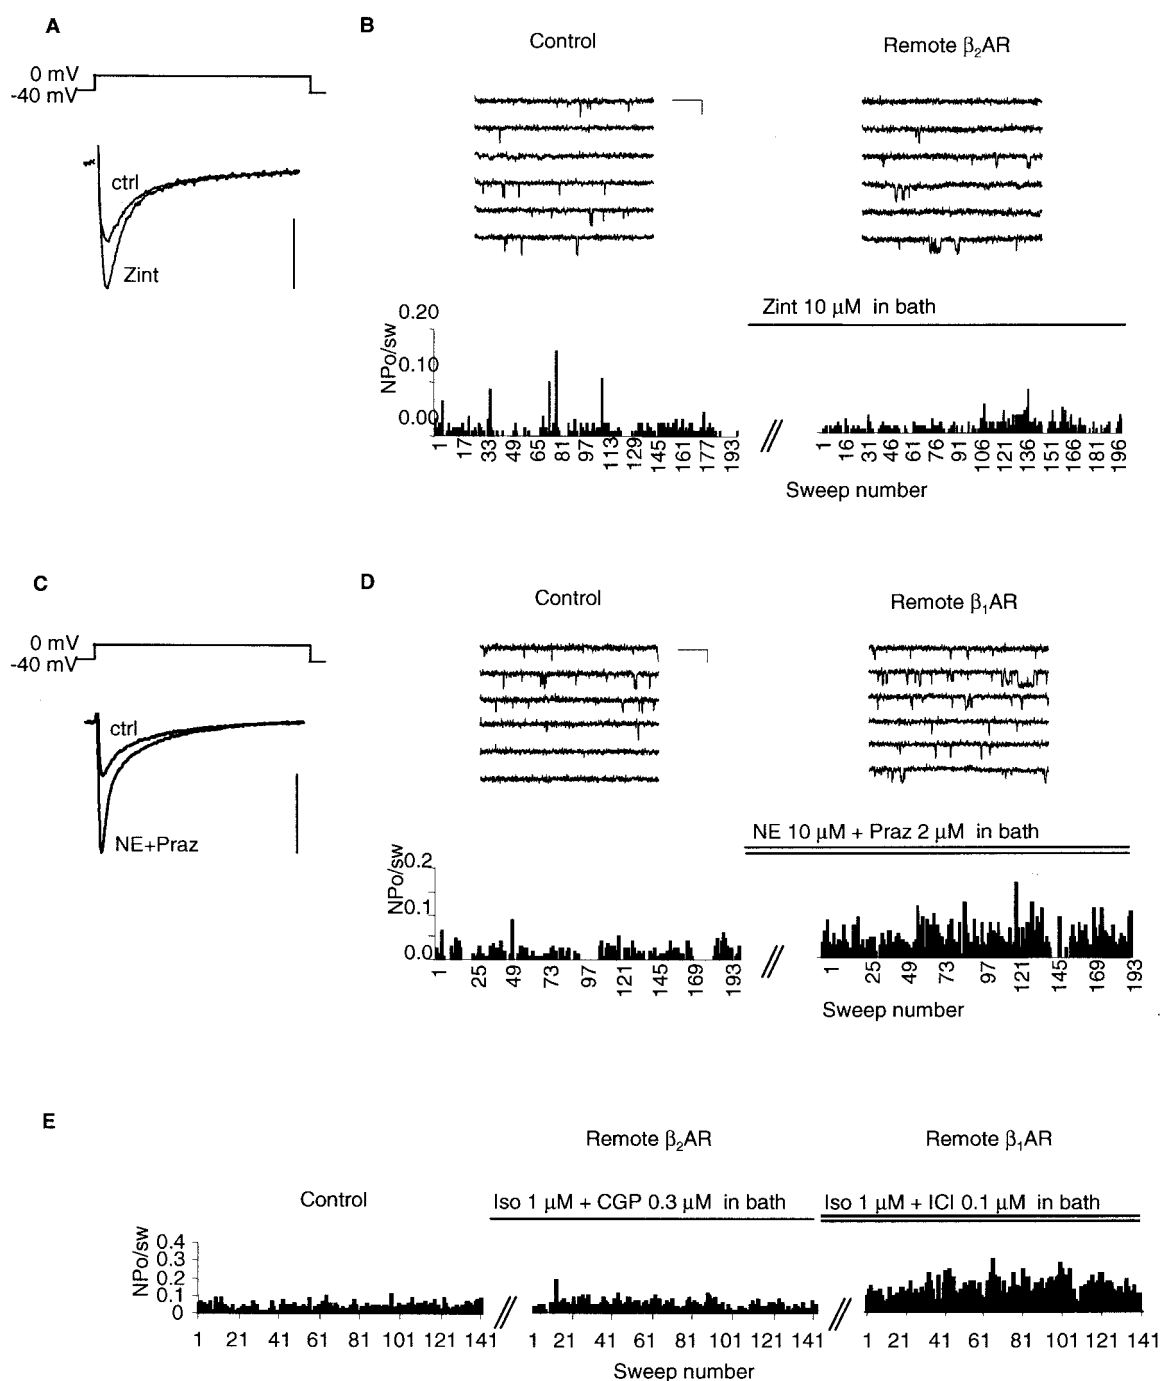 A
0 mV
-40 mV
ctrl
Zint
B
Control
Remote β₂AR
Zint 10 μM in bath
NPo/sw
0.20
0.10
0.00
1 17 33 49 65 81 97 113 129 145 161 177 193
1 16 31 46 61 76 91 106 121 136 151 166 181 196
Sweep number
C
0 mV
-40 mV
ctrl
NE+Praz
D
Control
Remote β₁AR
NE 10 μM + Praz 2 μM in bath
NPo/sw
0.2
0.1
0.0
1 25 49 73 97 121 145 169 193
1 25 49 73 97 121 145 169 193
Sweep number
E
Remote β₂AR
Remote β₁AR
Control
Iso 1 μM + CGP 0.3 μM in bath
Iso 1 μM + ICI 0.1 μM in bath
NPo/sw
0.4
0.3
0.2
0.1
0
1 21 41 61 81 101 121 141
1 21 41 61 81 101 121 141
1 21 41 61 81 101 121 141
Sweep number